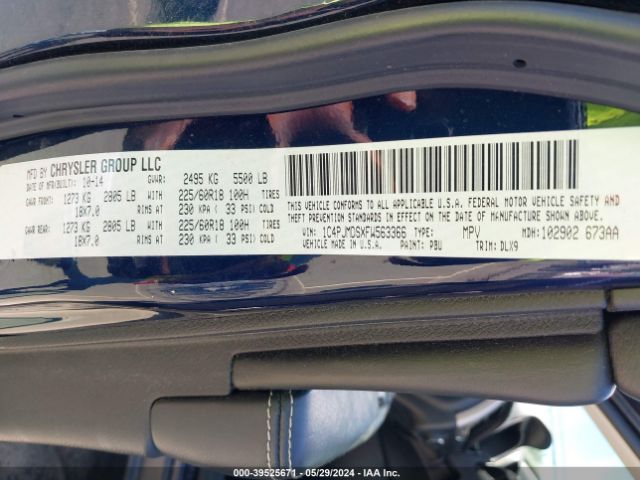 MFD BY CHRYSLER GROUP LLC
DATE OF MFR(BUILT): 10-14 GVWR: 2495 KG 5500 LB
GAWR FRONT: 1273 KG 2805 LB WITH 225/60R18 100H TIRES
18X7.0 RIMS AT 230 KPA ( 33 PSI) COLD
GAWR REAR: 1273 KG 2805 LB WITH 225/60R18 100H TIRES
18X7.0 RIMS AT 230 KPA ( 33 PSI) COLD
THIS VEHICLE CONFORMS TO ALL APPLICABLE U.S.A. FEDERAL MOTOR VEHICLE SAFETY AND
THEFT PREVENTION STANDARDS IN EFFECT ON THE DATE OF MANUFACTURE SHOWN ABOVE.
VIN: 1C4PJMDSXFW563366 TYPE: MPV MDH: 102902 673AA
MADE IN U.S.A. PAINT: PBU TRIM: DLX9
00-39525671 - 05/29/2024 - IAA Inc.